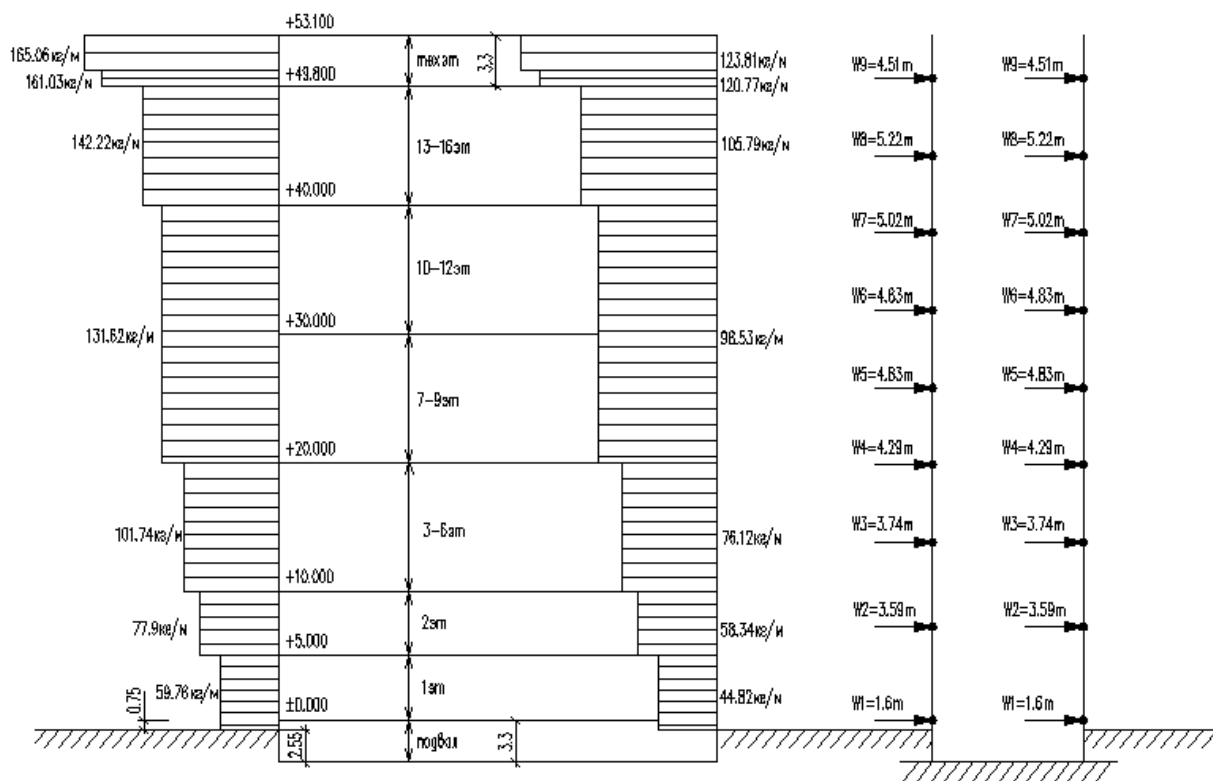 +53.100
165.06кг/м
тех эт
3.3
123.81кг/м
W9=4.51т
W9=4.51т
+49.800
161.03кг/м
120.77кг/м
142.22кг/м
13-16эт
105.79кг/м
W8=5.22т
W8=5.22т
+40.000
W7=5.02т
W7=5.02т
10-12эт
+30.000
W6=4.83т
W6=4.83т
131.62кг/м
98.53кг/м
7-9эт
W5=4.83т
W5=4.83т
+20.000
W4=4.29т
W4=4.29т
101.74кг/м
3-6эт
76.12кг/м
W3=3.74т
W3=3.74т
+10.000
77.9кг/м
2эт
58.34кг/м
W2=3.59т
W2=3.59т
+5.000
0.75
59.76кг/м
1эт
44.82кг/м
±0.000
W1=1.6т
W1=1.6т
2.55
подвал
3.3